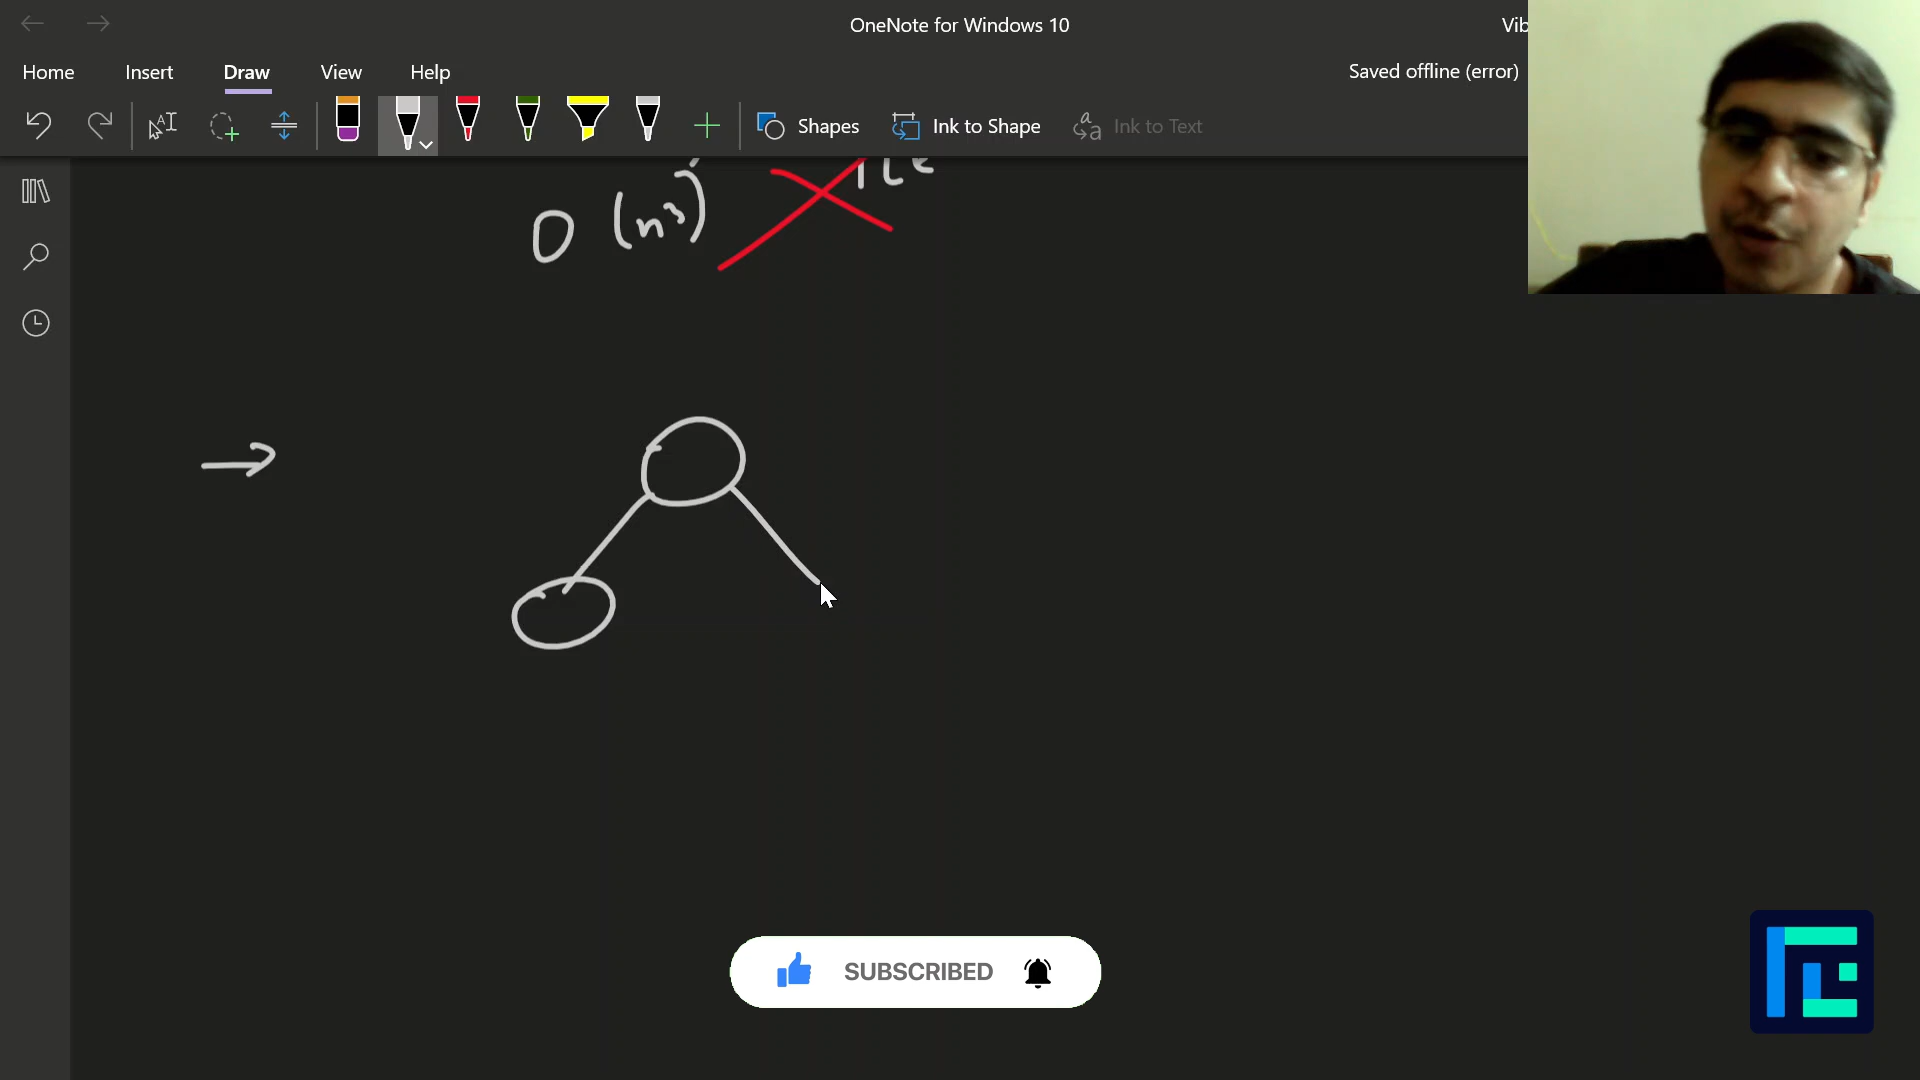 OneNote for Windows 10
Vib
Home Insert Draw View Help
Saved offline (error)
Shapes Ink to Shape Ink to Text
O (n³)
SUBSCRIBED